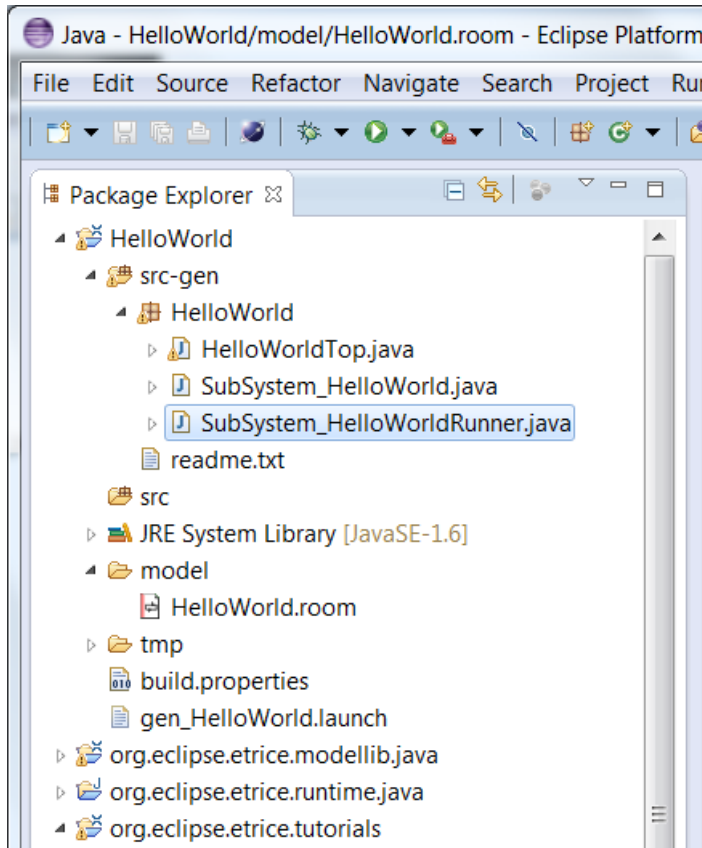 Java - HelloWorld/model/HelloWorld.room - Eclipse Platform
File Edit Source Refactor Navigate Search Project Ru
Package Explorer
HelloWorld
src-gen
HelloWorld
HelloWorldTop.java
SubSystem_HelloWorld.java
SubSystem_HelloWorldRunner.java
readme.txt
src
JRE System Library [JavaSE-1.6]
model
HelloWorld.room
tmp
build.properties
gen_HelloWorld.launch
org.eclipse.etrice.modellib.java
org.eclipse.etrice.runtime.java
org.eclipse.etrice.tutorials